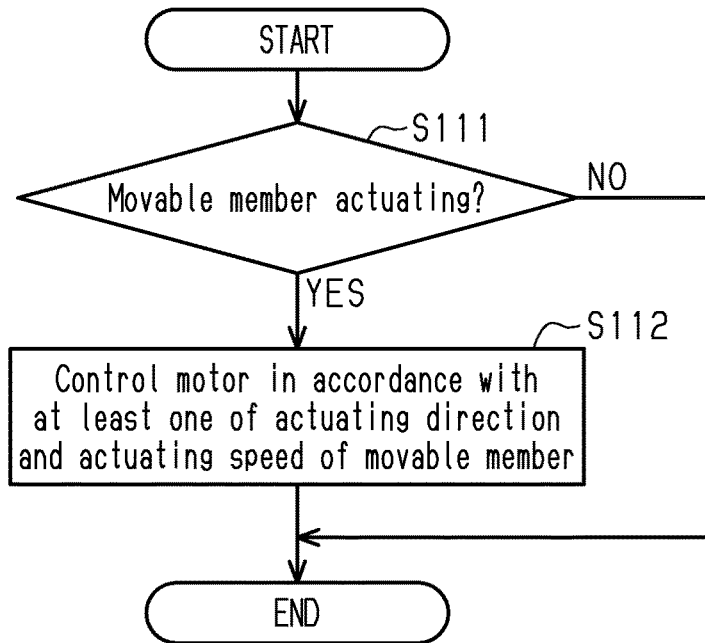 START
S111
Movable member actuating?
NO
YES
S112
Control motor in accordance with
at least one of actuating direction
and actuating speed of movable member
END